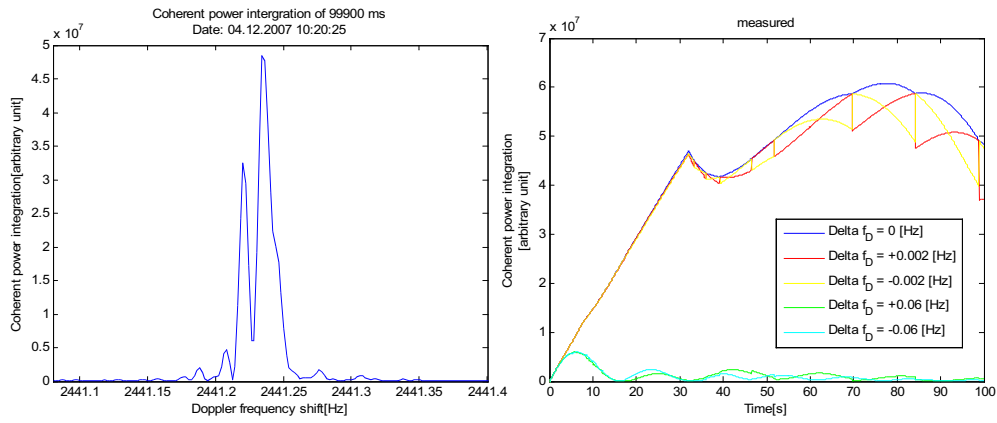 Coherent power intergration of 99900 ms
Date: 04.12.2007 10:20:25
x 10^7
5
4.5
4
3.5
3
2.5
2
1.5
1
0.5
0
Coherent power integration[arbitrary unit]
2441.1 2441.15 2441.2 2441.25 2441.3 2441.35 2441.4
Doppler frequency shift[Hz]
measured
x 10^7
7
6
5
4
3
2
1
0
Coherent power integration
[arbitrary unit]
Delta f_D = 0 [Hz]
Delta f_D = +0.002 [Hz]
Delta f_D = -0.002 [Hz]
Delta f_D = +0.06 [Hz]
Delta f_D = -0.06 [Hz]
0 10 20 30 40 50 60 70 80 90 100
Time[s]